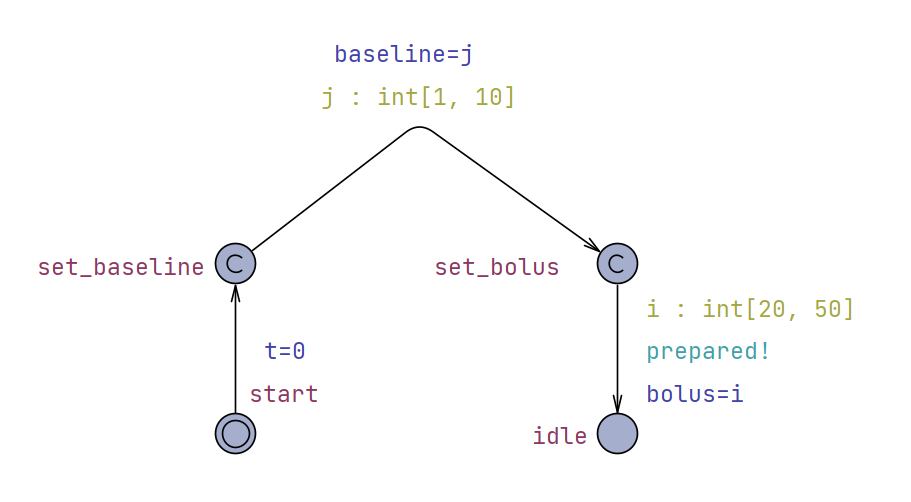 baseline=j
j : int[1, 10]
set_baseline
C
set_bolus
C
i : int[20, 50]
t=0
prepared!
start
bolus=i
idle